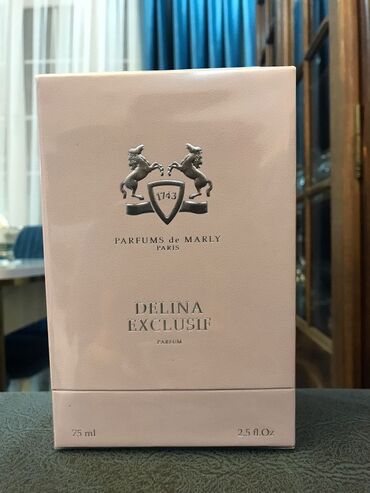 1743
PARFUMS de MARLY
PARIS
DELINA
EXCLUSIF
PARFUM
75 ml 2.5 fl.Oz